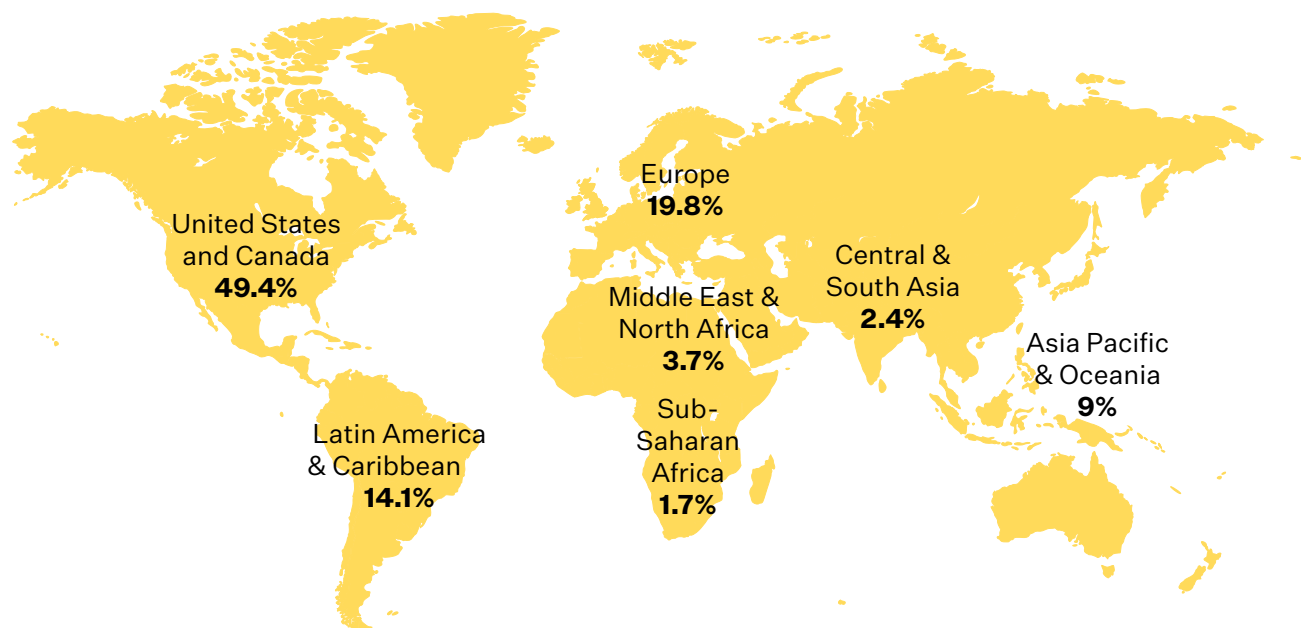 United States
and Canada
49.4%
Latin America
& Caribbean
14.1%
Europe
19.8%
Middle East &
North Africa
3.7%
Sub-
Saharan
Africa
1.7%
Central &
South Asia
2.4%
Asia Pacific
& Oceania
9%